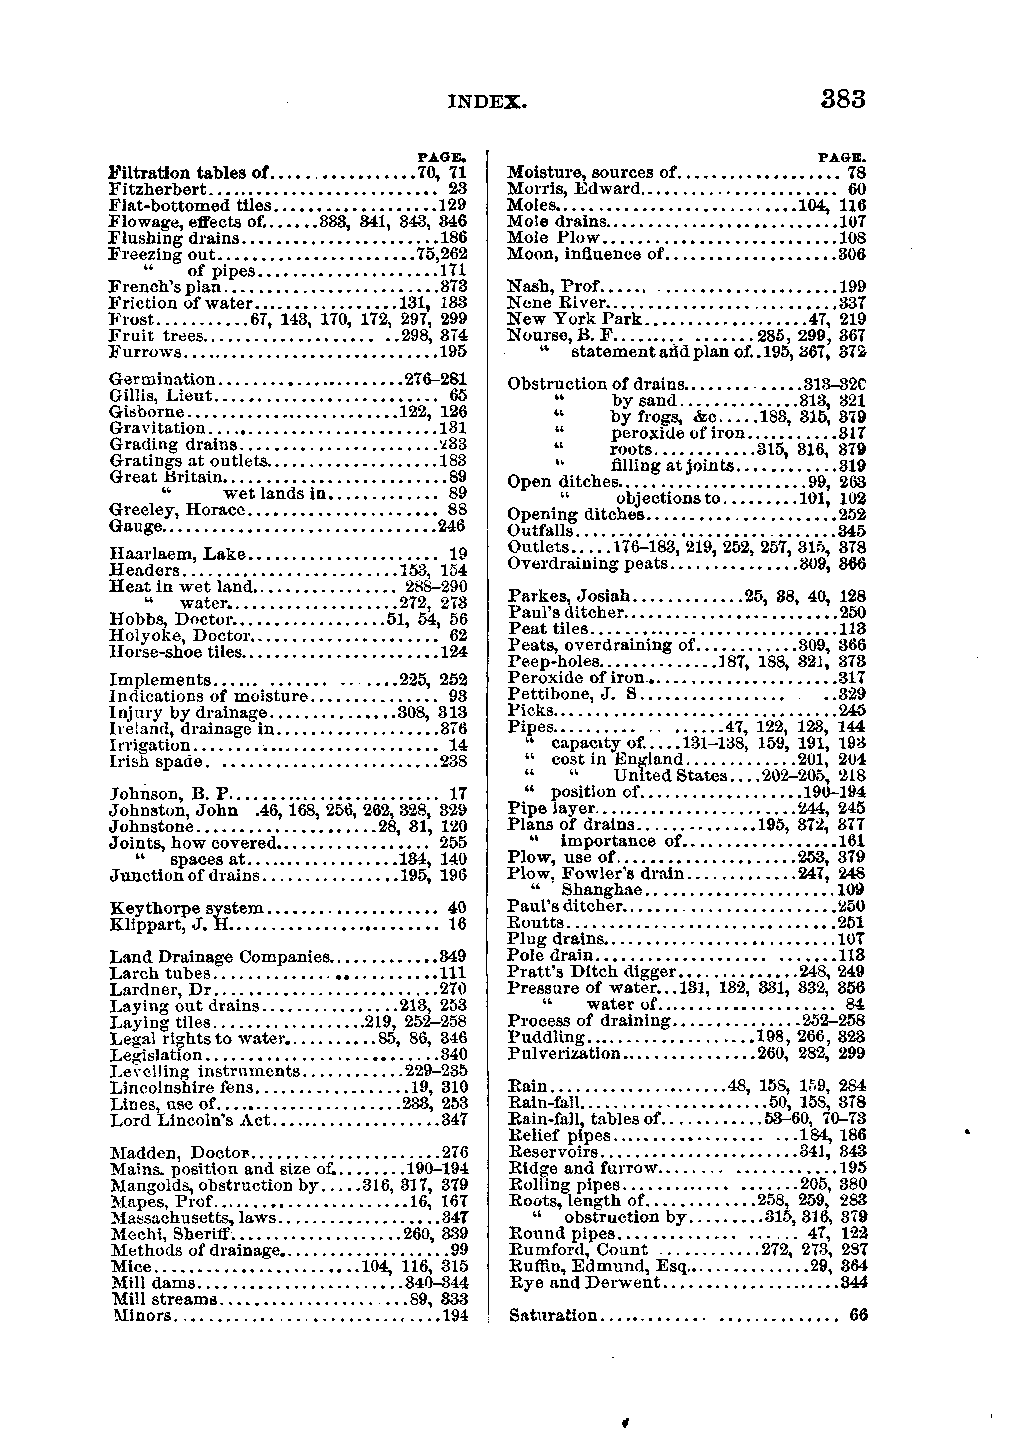 INDEX. 383
PAGE.
Filtration tables of.................70, 71
Fitzherbert.......................... 23
Flat-bottomed tiles...................129
Flowage, effects of.......338, 341, 343, 346
Flushing drains.......................186
Freezing out.......................75,262
“ of pipes.....................171
French's plan.........................373
Friction of water.................131, 183
Frost...........67, 143, 170, 172, 297, 299
Fruit trees.......................298, 374
Furrows..............................195
Germination......................276-281
Gillis, Lieut.......................... 65
Gisborne.........................122, 126
Gravitation...........................131
Grading drains.......................233
Gratings at outlets....................183
Great Britain..........................89
“ wet lands in............. 89
Greeley, Horace....................... 88
Gauge................................246
Haarlaem, Lake....................... 19
Headers..........................153, 154
Heat in wet land................. 288-290
“ water....................272, 273
Hobbs, Doctor..................51, 54, 56
Holyoke, Doctor....................... 62
Horse-shoe tiles.......................124
Implements......................225, 252
Indications of moisture............... 93
Injury by drainage...............308, 313
Ireland, drainage in...................376
Irrigation............................. 14
Irish spade. .........................238
Johnson, B. P......................... 17
Johnston, John .46, 168, 256, 262, 328, 329
Johnstone.....................28, 31, 120
Joints, how covered.................. 255
“ spaces at..................134, 140
Junction of drains................195, 196
Keythorpe system.................... 40
Klippart, J. H......................... 16
Land Drainage Companies.............349
Larch tubes...........................111
Lardner, Dr..........................270
Laying out drains................213, 253
Laying tiles.................219, 252-258
Legal rights to water...........85, 86, 346
Legislation...........................340
Levelling instruments............229-235
Lincolnshire fens..................19, 310
Lines, use of.....................233, 253
Lord Lincoln's Act....................347
Madden, Doctor......................276
Mains. position and size of.........190-194
Mangolds, obstruction by.....316, 317, 379
Mapes, Prof.......................16, 167
Massachusetts, laws...................347
Mechi, Sheriff....................260, 339
Methods of drainage...................99
Mice........................104, 116, 315
Mill dams........................340-344
Mill streams......................89, 333
Minors...............................194
PAGE.
Moisture, sources of................... 78
Morris, Edward....................... 60
Moles............................104, 116
Mole drains...........................107
Mole Plow............................108
Moon, influence of....................306
Nash, Prof............................199
Nene River...........................337
New York Park...................47, 219
Nourse, B. F.................285, 299, 367
“ statement and plan of..195, 367, 372
Obstruction of drains..............313-320
“ by sand..............313, 321
“ by frogs, &c.....183, 315, 379
“ peroxide of iron...........317
“ roots............315, 316, 379
“ filling at joints............319
Open ditches......................99, 263
“ objections to.........101, 102
Opening ditches.......................252
Outfalls..............................345
Outlets.....176-183, 219, 252, 257, 315, 378
Overdraining peats...............309, 366
Parkes, Josiah.............25, 38, 40, 128
Paul's ditcher.........................250
Peat tiles.............................113
Peats, overdraining of............309, 366
Peep-holes..............187, 188, 321, 373
Peroxide of iron......................317
Pettibone, J. S........................329
Picks.................................245
Pipes......................47, 122, 123, 144
“ capacity of.....131-138, 159, 191, 193
“ cost in England.............201, 204
“ “ United States....202-205, 218
“ position of...................190-194
Pipe layer.......................244, 245
Plans of drains..............195, 372, 377
“ importance of..................161
Plow, use of.....................253, 379
Plow, Fowler's drain.............247, 248
“ Shanghae......................109
Paul's ditcher.........................250
Routts...............................251
Plug drains...........................107
Pole drain............................113
Pratt's Ditch digger..............248, 249
Pressure of water...131, 132, 331, 332, 356
“ water of..................... 84
Process of draining...............252-258
Puddling....................198, 266, 323
Pulverization................260, 282, 299
Rain.....................48, 158, 159, 284
Rain-fall......................50, 158, 378
Rain-fall, tables of............53-60, 70-73
Relief pipes......................184, 186
Reservoirs.......................341, 343
Ridge and furrow.....................195
Rolling pipes.....................205, 380
Roots, length of.............258, 259, 283
“ obstruction by.........315, 316, 379
Round pipes...................... 47, 122
Rumford, Count ............272, 273, 287
Ruffin, Edmund, Esq...............29, 364
Rye and Derwent.....................344
Saturation............................ 66